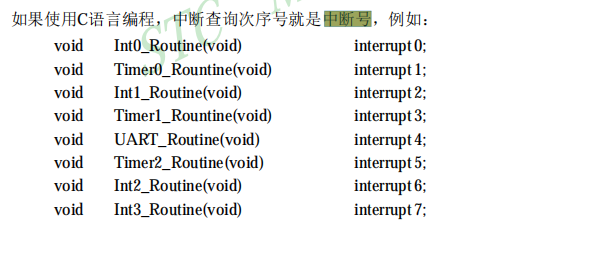 如果使用C语言编程，中断查询次序号就是中断号，例如：
void Int0_Routine(void) interrupt 0;
void Timer0_Rountine(void) interrupt 1;
void Int1_Routine(void) interrupt 2;
void Timer1_Rountine(void) interrupt 3;
void UART_Routine(void) interrupt 4;
void Timer2_Routine(void) interrupt 5;
void Int2_Routine(void) interrupt 6;
void Int3_Routine(void) interrupt 7;
STC